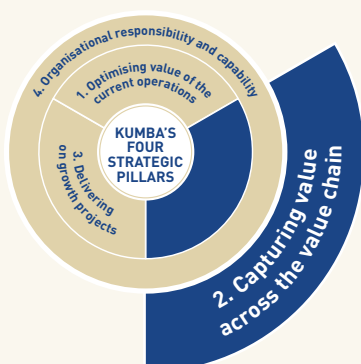 4. Organisational responsibility and capability
1. Optimising value of the
current operations
KUMBA'S
FOUR
STRATEGIC
PILLARS
3. Delivering
on growth projects
2. Capturing value
across the value chain